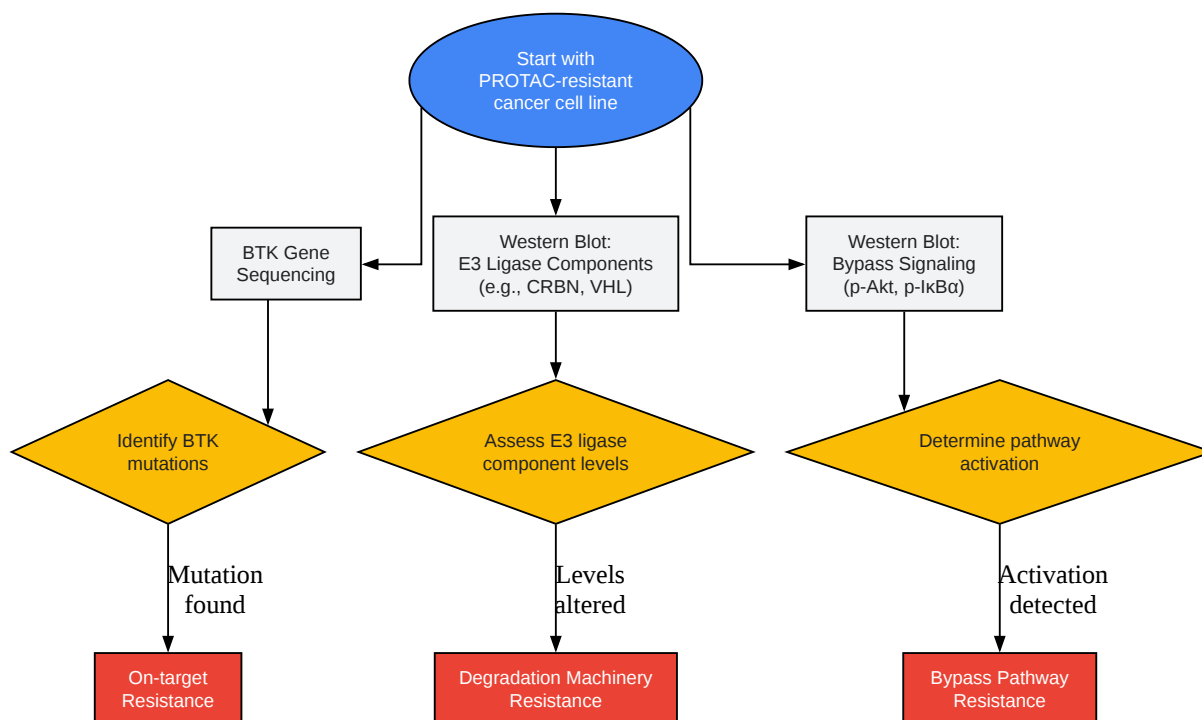 Start with
PROTAC-resistant
cancer cell line
BTK Gene
Sequencing
Western Blot:
E3 Ligase Components
(e.g., CRBN, VHL)
Western Blot:
Bypass Signaling
(p-Akt, p-IκBα)
Identify BTK
mutations
Assess E3 ligase
component levels
Determine pathway
activation
Mutation
found
Levels
altered
Activation
detected
On-target
Resistance
Degradation Machinery
Resistance
Bypass Pathway
Resistance